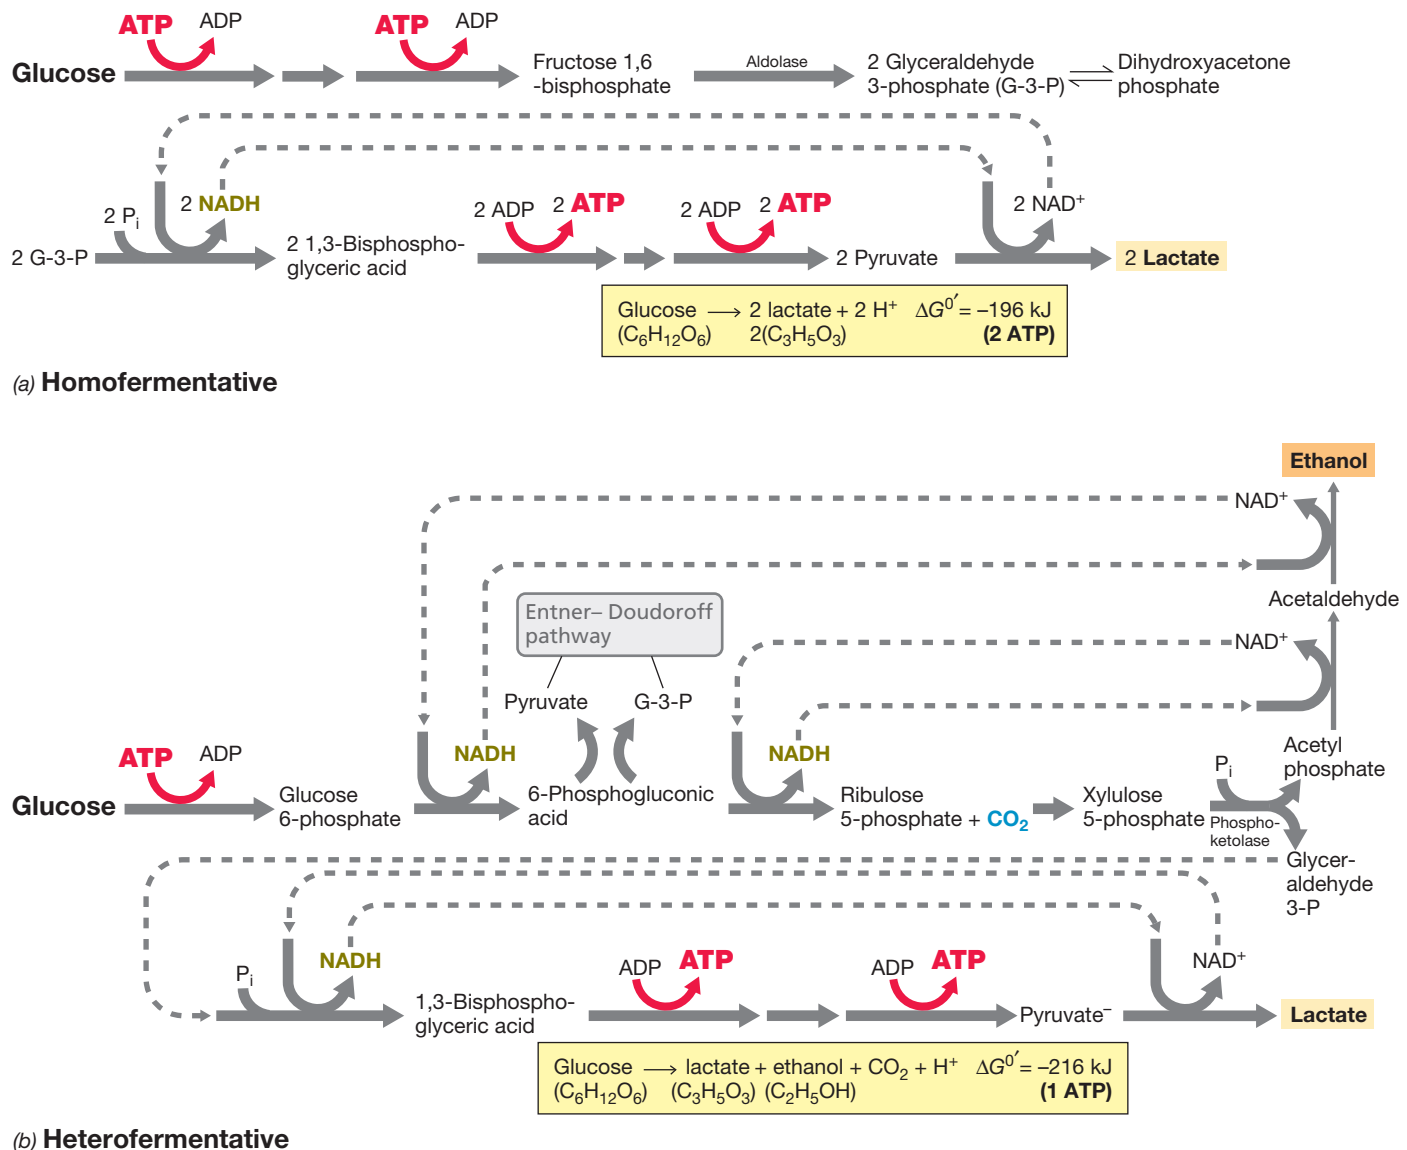 ATP ADP ATP ADP
Glucose Fructose 1,6 -bisphosphate Aldolase 2 Glyceraldehyde 3-phosphate (G-3-P) Dihydroxyacetone phosphate
2 Pi 2 NADH 2 ADP 2 ATP 2 ADP 2 ATP 2 NAD+
2 G-3-P 2 1,3-Bisphospho- glyceric acid 2 Pyruvate 2 Lactate
Glucose ⟶ 2 lactate + 2 H+ ΔG0′ = –196 kJ
(C6H12O6) 2(C3H5O3) (2 ATP)
(a) Homofermentative
Ethanol
NAD+
Acetaldehyde
Entner– Doudoroff
pathway
NAD+
Pyruvate G-3-P
ATP ADP NADH NADH Pi Acetyl phosphate
Glucose Glucose 6-phosphate 6-Phosphogluconic acid Ribulose 5-phosphate + CO2 Xylulose 5-phosphate Phospho- ketolase
Glycer-
aldehyde
3-P
Pi NADH ADP ATP ADP ATP NAD+
1,3-Bisphospho- glyceric acid Pyruvate– Lactate
Glucose ⟶ lactate + ethanol + CO2 + H+ ΔG0′ = –216 kJ
(C6H12O6) (C3H5O3) (C2H5OH) (1 ATP)
(b) Heterofermentative